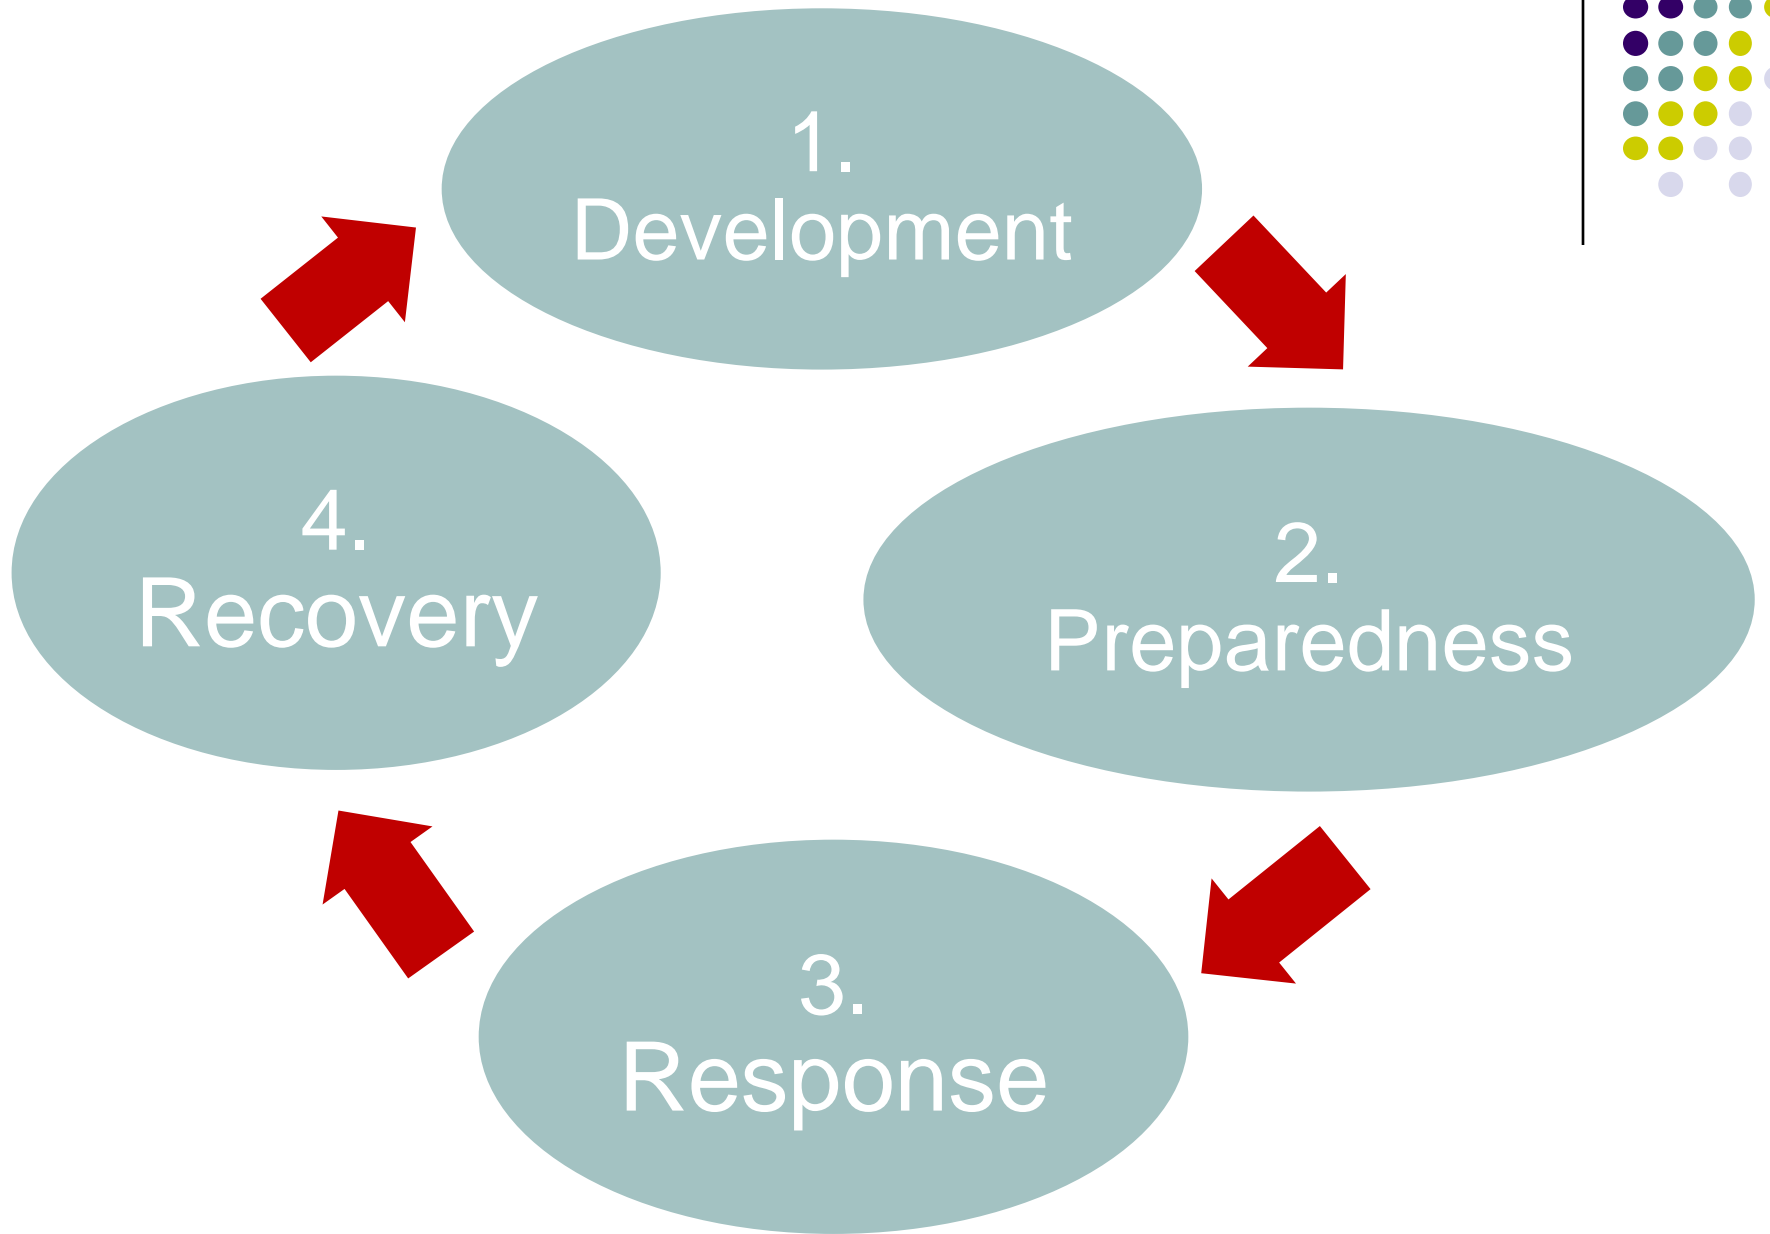 1.
Development
2.
Preparedness
3.
Response
4.
Recovery